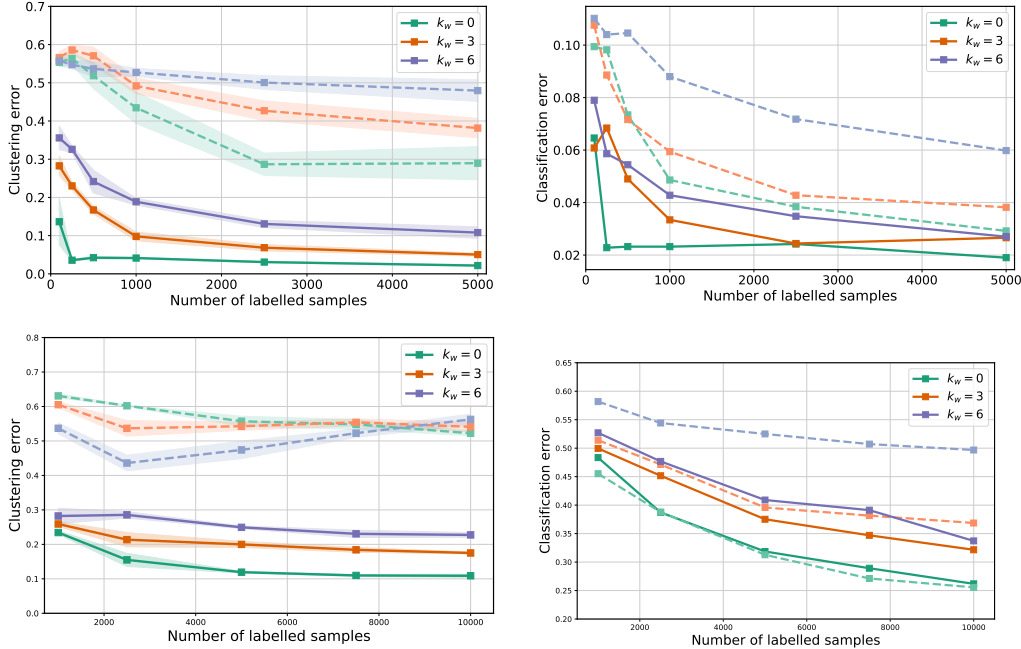 0.7
0.6
0.5
0.4
0.3
0.2
0.1
0.0
Clustering error
0 1000 2000 3000 4000 5000
Number of labelled samples
k_w = 0
k_w = 3
k_w = 6
0.10
0.08
0.06
0.04
0.02
Classification error
0 1000 2000 3000 4000 5000
Number of labelled samples
k_w = 0
k_w = 3
k_w = 6
0.8
0.7
0.6
0.5
0.4
0.3
0.2
0.1
0.0
Clustering error
2000 4000 6000 8000 10000
Number of labelled samples
k_w = 0
k_w = 3
k_w = 6
0.65
0.60
0.55
0.50
0.45
0.40
0.35
0.30
0.25
0.20
Classification error
2000 4000 6000 8000 10000
Number of labelled samples
k_w = 0
k_w = 3
k_w = 6